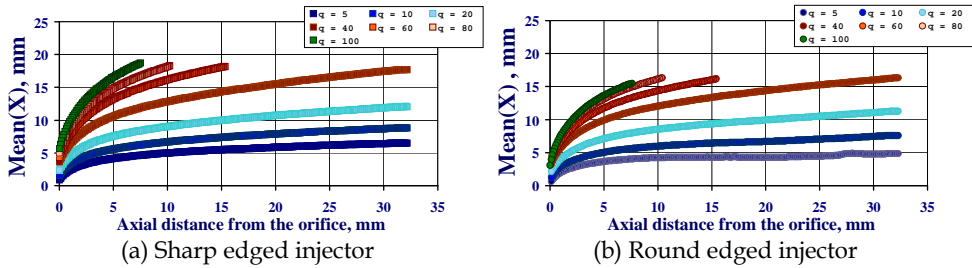 q = 5 q = 10 q = 20
q = 40 q = 60 q = 80
q = 100
Mean(X), mm
25
20
15
10
5
0
0 5 10 15 20 25 30 35
Axial distance from the orifice, mm
(a) Sharp edged injector
q = 5 q = 10 q = 20
q = 40 q = 60 q = 80
q = 100
Mean(X) , mm
25
20
15
10
5
0
0 5 10 15 20 25 30 35
Axial distance from the orifice, mm
(b) Round edged injector